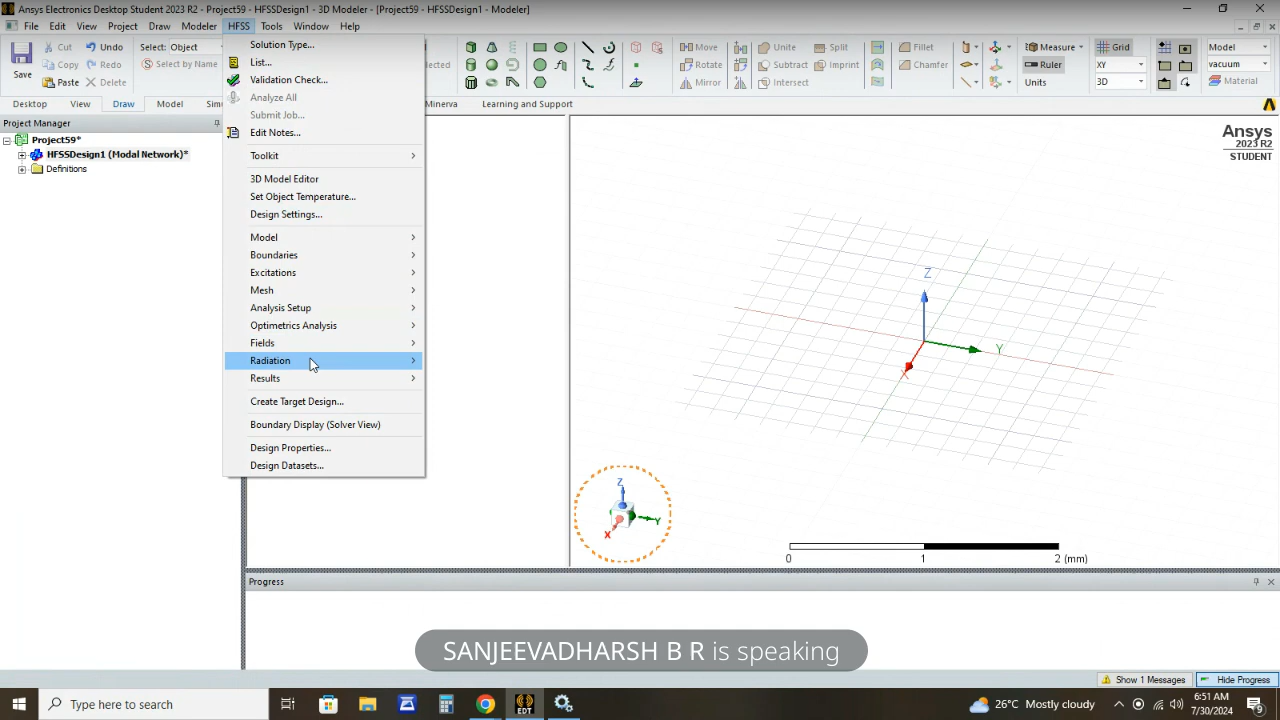 Ansys Electronics Desktop Student 2023 R2 - Project59 - HFSSDesign1 - 3D Modeler - [Project59 - HFSSDesign1 - Modeler]
File Edit View Project Draw Modeler HFSS Tools Window Help
Save
Cut
Copy
Paste
Undo
Redo
Delete
Select: Object
Select by Name
Move
Rotate
Mirror
Unite
Subtract
Intersect
Split
Imprint
Fillet
Chamfer
Measure
Ruler
Units
Grid
XY
3D
Model
vacuum
Material
Desktop View Draw Model Minerva Learning and Support
Project Manager
Project59*
HFSSDesign1 (Modal Network)*
Definitions
Solution Type...
List...
Validation Check...
Analyze All
Submit Job...
Edit Notes...
Toolkit
3D Model Editor
Set Object Temperature...
Design Settings...
Model
Boundaries
Excitations
Mesh
Analysis Setup
Optimetrics Analysis
Fields
Radiation
Results
Create Target Design...
Boundary Display (Solver View)
Design Properties...
Design Datasets...
Ansys
2023 R2
STUDENT
Z
Y
X
Z
Y
X
0 1 2 (mm)
Progress
SANJEEVADHARSH B R is speaking
Show 1 Messages
Hide Progress
Type here to search
EDT
26°C Mostly cloudy
6:51 AM
7/30/2024